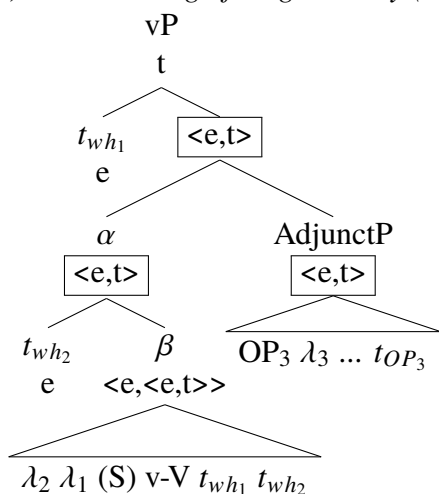 vP
t
t_{wh_1} <e,t>
e
α AdjunctP
<e,t> <e,t>
t_{wh_2} β OP_3 λ_3 ... t_{OP_3}
e <e,<e,t>>
λ_2 λ_1 (S) v-V t_{wh_1} t_{wh_2}